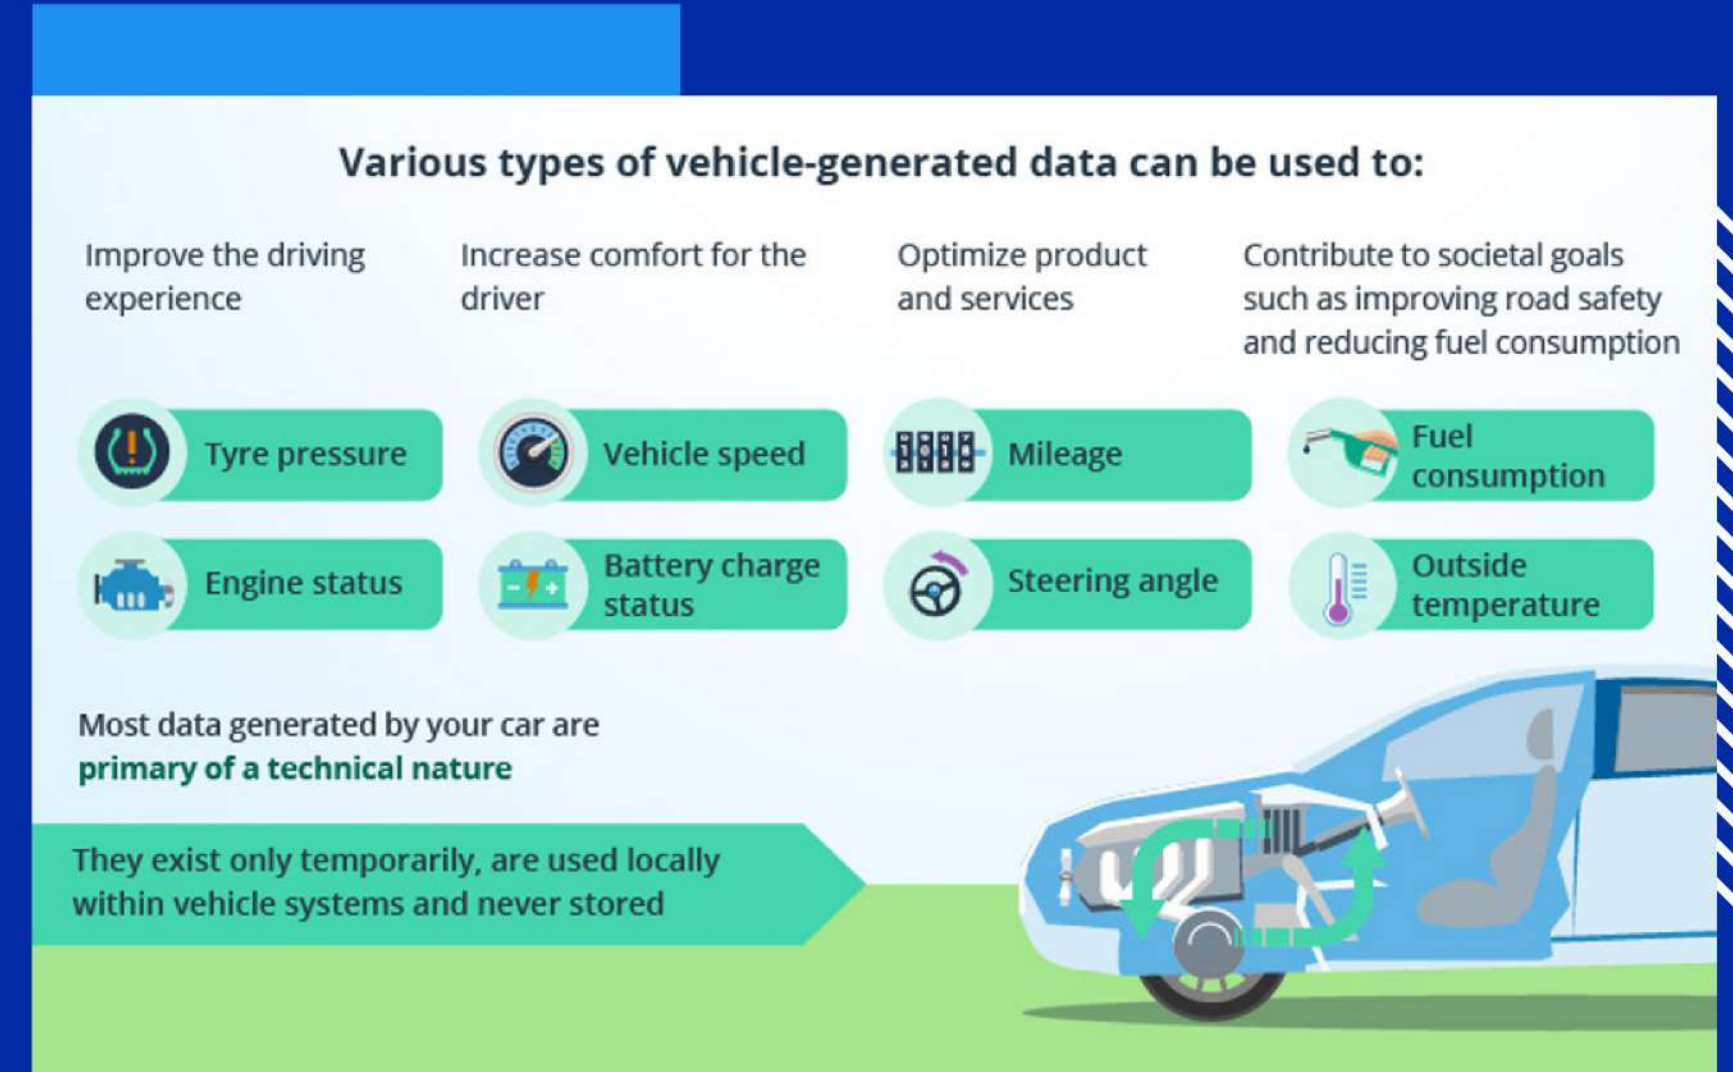 Various types of vehicle-generated data can be used to:
Improve the driving
experience
Increase comfort for the
driver
Optimize product
and services
Contribute to societal goals
such as improving road safety
and reducing fuel consumption
Tyre pressure
Vehicle speed
Mileage
Fuel
consumption
Engine status
Battery charge
status
Steering angle
Outside
temperature
Most data generated by your car are
primary of a technical nature
They exist only temporarily, are used locally
within vehicle systems and never stored